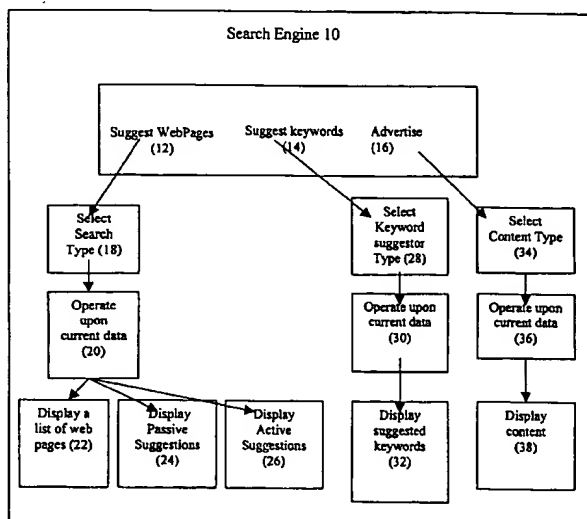 Search Engine 10
Suggest WebPages
(12)
Suggest keywords
(14)
Advertise
(16)
Select
Search
Type (18)
Select
Keyword
suggestor
Type (28)
Select
Content Type
(34)
Operate
upon
current data
(20)
Operate upon
current data
(30)
Operate upon
current data
(36)
Display a
list of web
pages (22)
Display
Passive
Suggestions
(24)
Display
Active
Suggestions
(26)
Display
suggested
keywords
(32)
Display
content
(38)